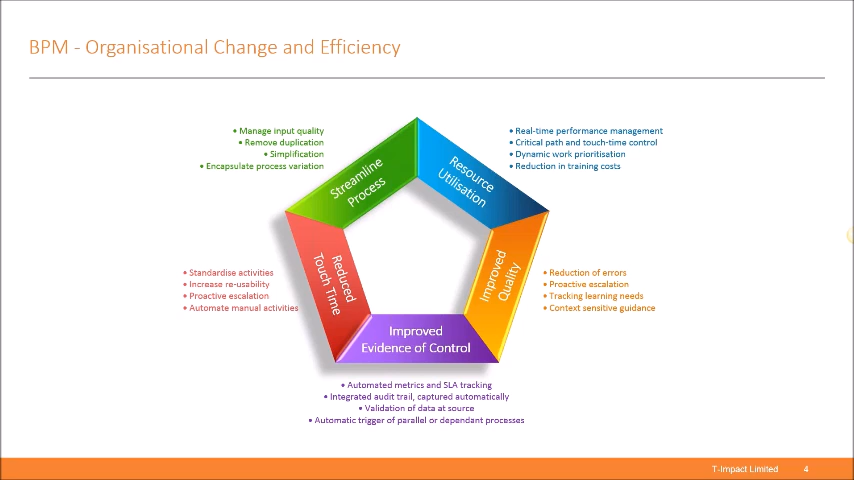 BPM - Organisational Change and Efficiency
• Manage input quality
• Remove duplication
• Simplification
• Encapsulate process variation
• Real-time performance management
• Critical path and touch-time control
• Dynamic work prioritisation
• Reduction in training costs
Streamline
Process
Resource
Utilisation
• Standardise activities
• Increase re-usability
• Proactive escalation
• Automate manual activities
Reduced
Touch Time
Improved
Quality
• Reduction of errors
• Proactive escalation
• Tracking learning needs
• Context sensitive guidance
Improved
Evidence of Control
• Automated metrics and SLA tracking
• Integrated audit trail, captured automatically
• Validation of data at source
• Automatic trigger of parallel or dependant processes
T-Impact Limited 4